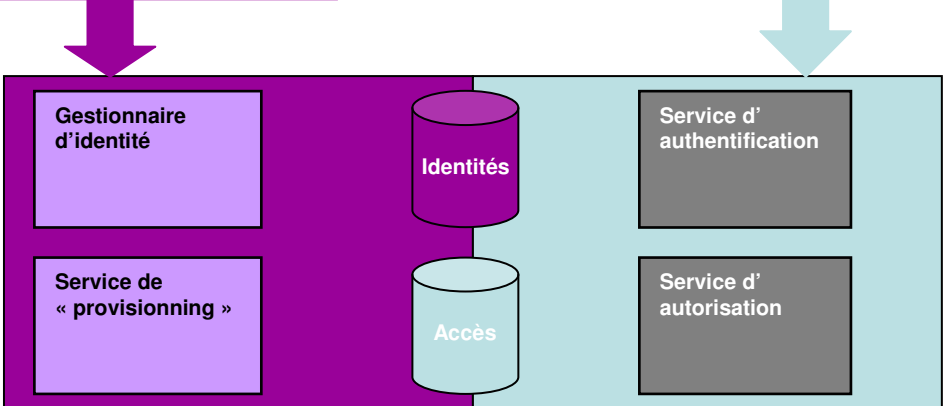 Gestionnaire
d’identité
Identités
Service d’
authentification
Service de
« provisionning »
Accès
Service d’
autorisation